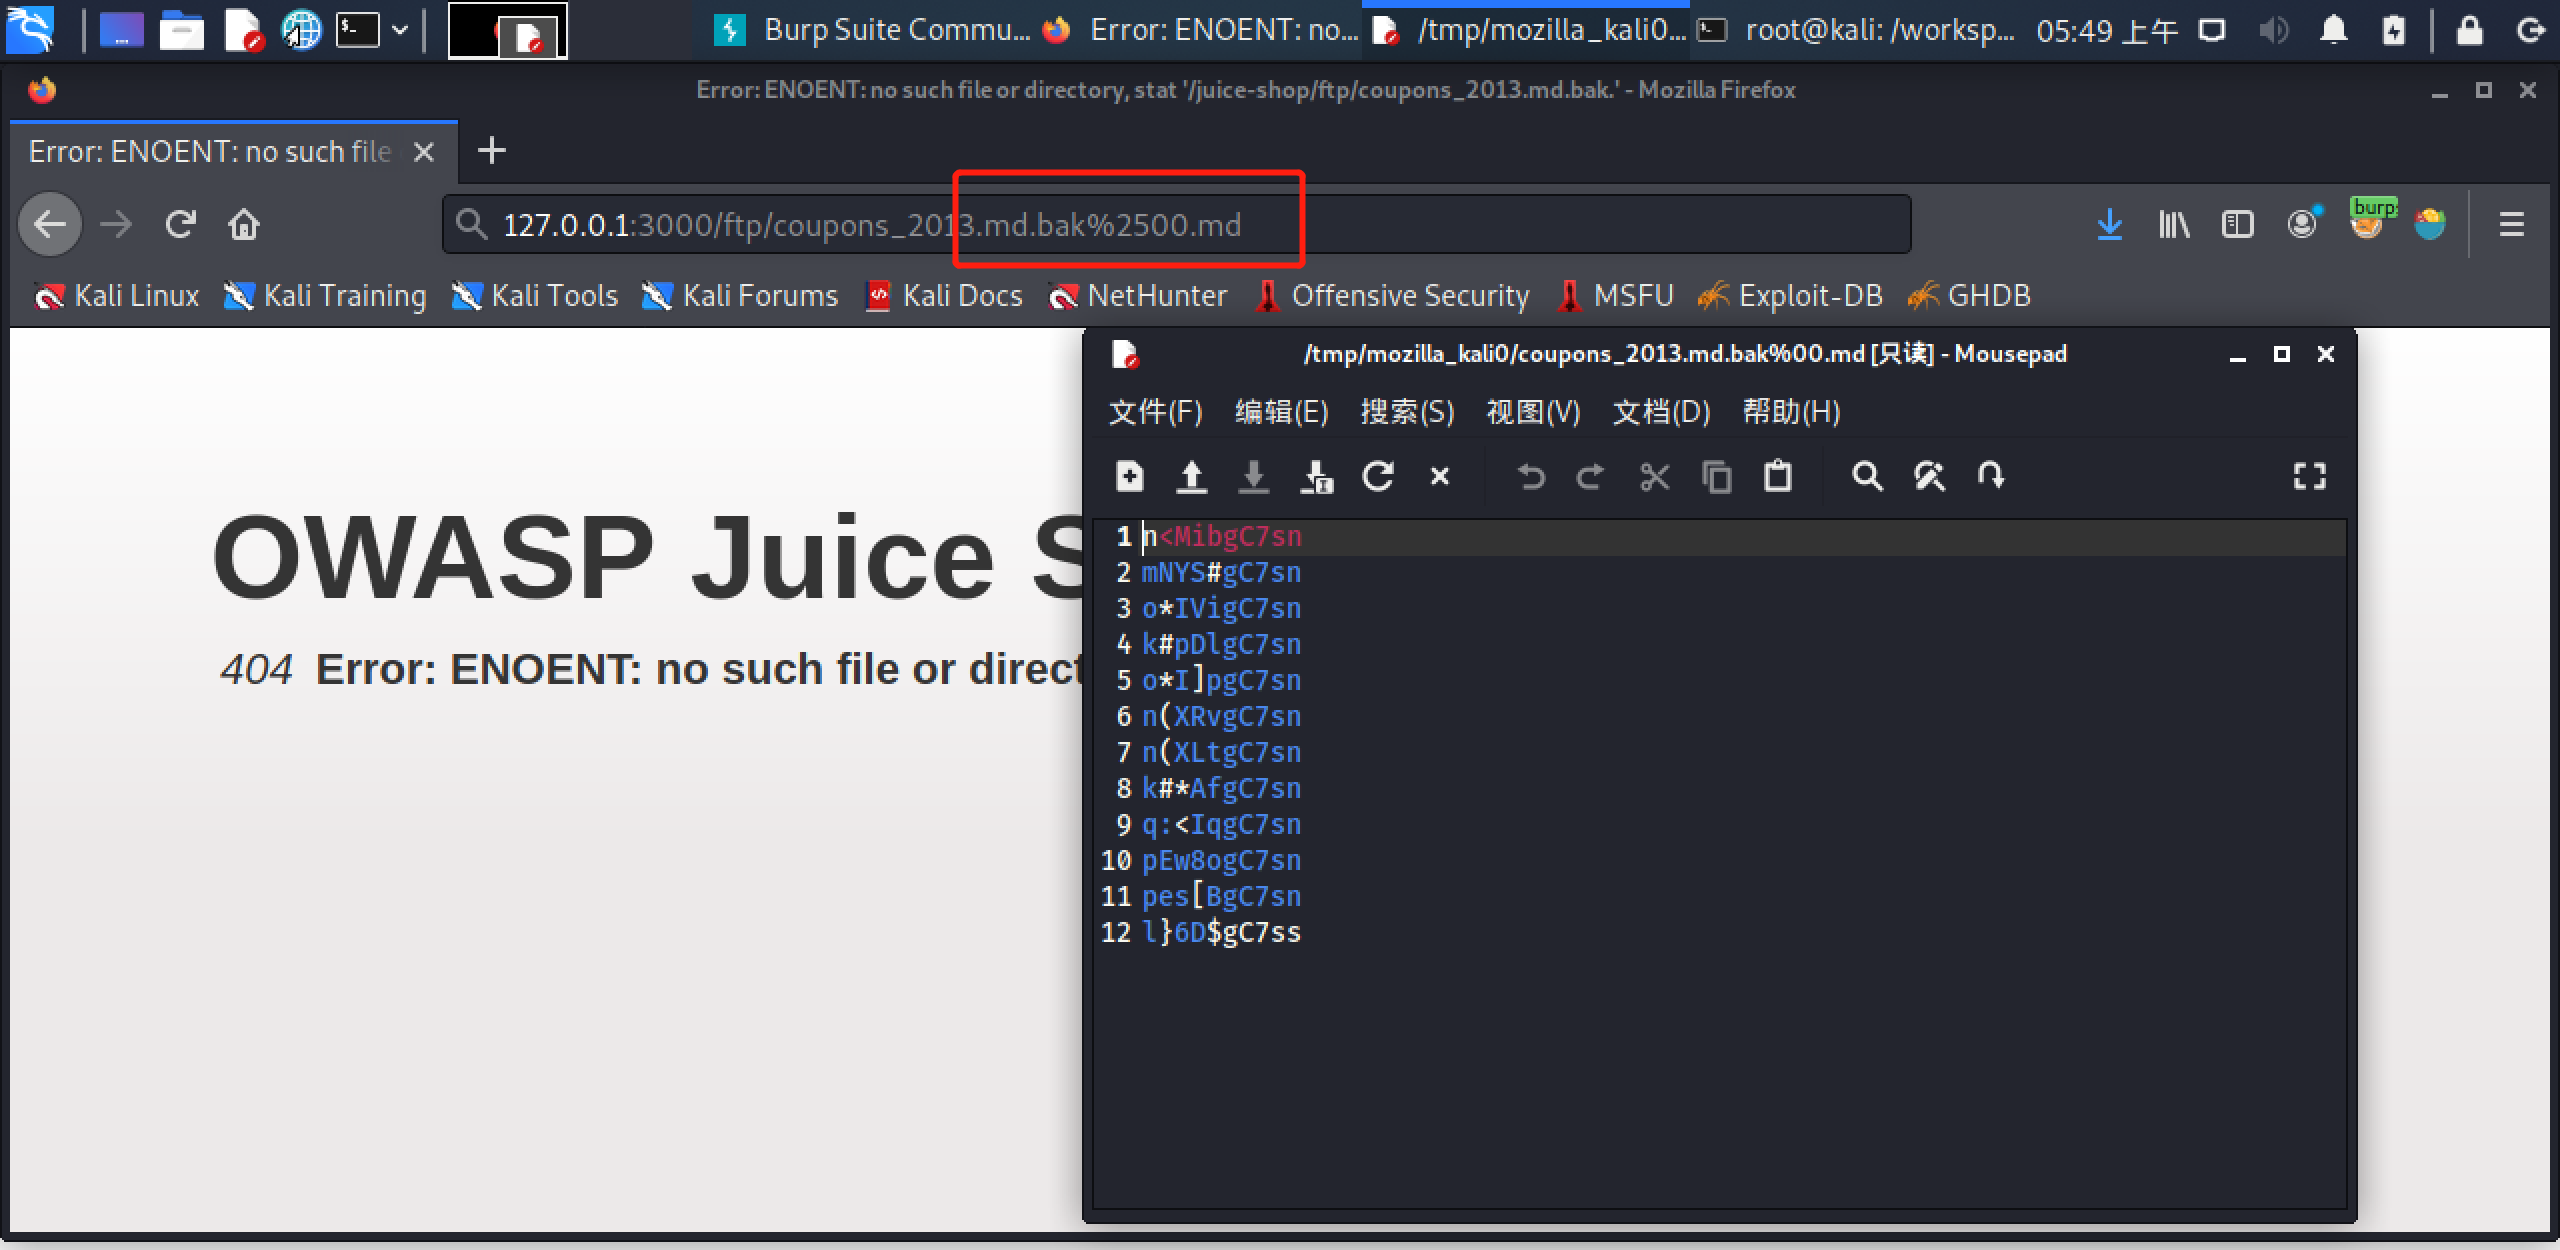 Burp Suite Commu...
Error: ENOENT: no...
/tmp/mozilla_kali0...
root@kali: /worksp...
05:49 上午
Error: ENOENT: no such file or directory, stat '/juice-shop/ftp/coupons_2013.md.bak.' - Mozilla Firefox
Error: ENOENT: no such file
127.0.0.1:3000/ftp/coupons_2013.md.bak%2500.md
burp
Kali Linux
Kali Training
Kali Tools
Kali Forums
Kali Docs
NetHunter
Offensive Security
MSFU
Exploit-DB
GHDB
OWASP Juice S
404 Error: ENOENT: no such file or direct
/tmp/mozilla_kali0/coupons_2013.md.bak%00.md [只读] - Mousepad
文件(F) 编辑(E) 搜索(S) 视图(V) 文档(D) 帮助(H)
1 n<MibgC7sn
2 mNYS#gC7sn
3 o*IVigC7sn
4 k#pDlgC7sn
5 o*I]pgC7sn
6 n(XRvgC7sn
7 n(XLtgC7sn
8 k#*AfgC7sn
9 q:<IqgC7sn
10 pEw8ogC7sn
11 pes[BgC7sn
12 l}6D$gC7ss